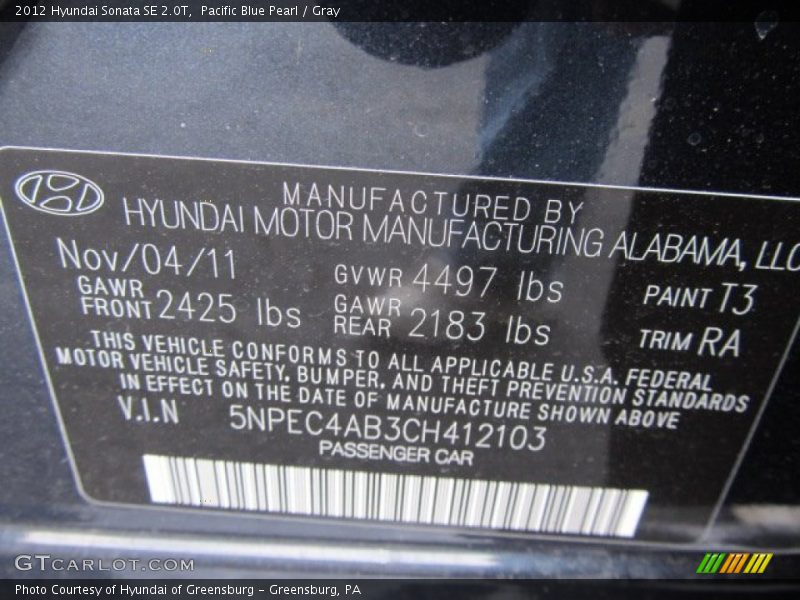 2012 Hyundai Sonata SE 2.0T, Pacific Blue Pearl / Gray
MANUFACTURED BY
HYUNDAI MOTOR MANUFACTURING ALABAMA, LLC
Nov/04/11 GVWR 4497 lbs PAINT T3
GAWR FRONT 2425 lbs GAWR REAR 2183 lbs TRIM RA
THIS VEHICLE CONFORMS TO ALL APPLICABLE U.S.A. FEDERAL
MOTOR VEHICLE SAFETY. BUMPER. AND THEFT PREVENTION STANDARDS
IN EFFECT ON THE DATE OF MANUFACTURE SHOWN ABOVE
V.I.N 5NPEC4AB3CH412103
PASSENGER CAR
GTCARLOT.COM
Photo Courtesy of Hyundai of Greensburg - Greensburg, PA